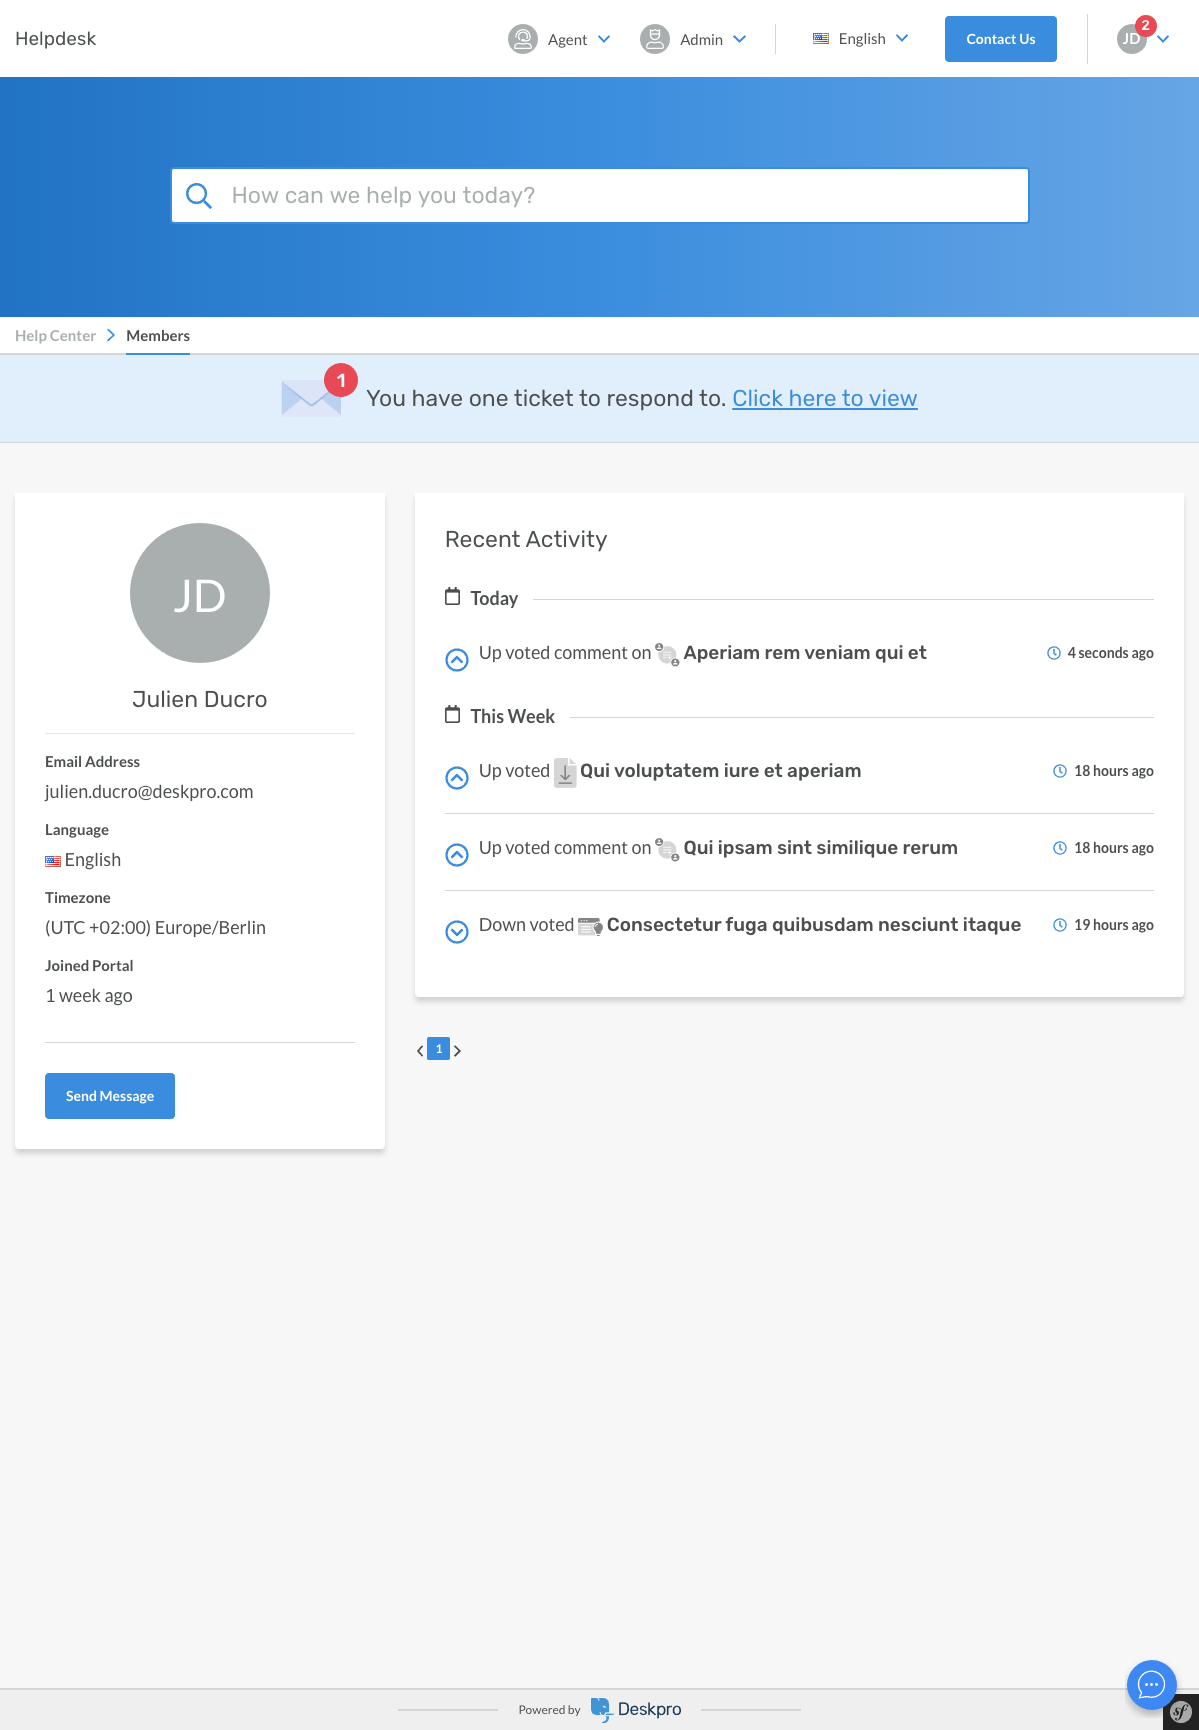 Helpdesk
Agent
Admin
English
Contact Us
JD
2
How can we help you today?
Help Center
Members
1
You have one ticket to respond to. Click here to view
JD
Julien Ducro
Email Address
julien.ducro@deskpro.com
Language
English
Timezone
(UTC +02:00) Europe/Berlin
Joined Portal
1 week ago
Send Message
Recent Activity
Today
Up voted comment on Aperiam rem veniam qui et
4 seconds ago
This Week
Up voted Qui voluptatem iure et aperiam
18 hours ago
Up voted comment on Qui ipsam sint similique rerum
18 hours ago
Down voted Consectetur fuga quibusdam nesciunt itaque
19 hours ago
1
Powered by Deskpro
sf